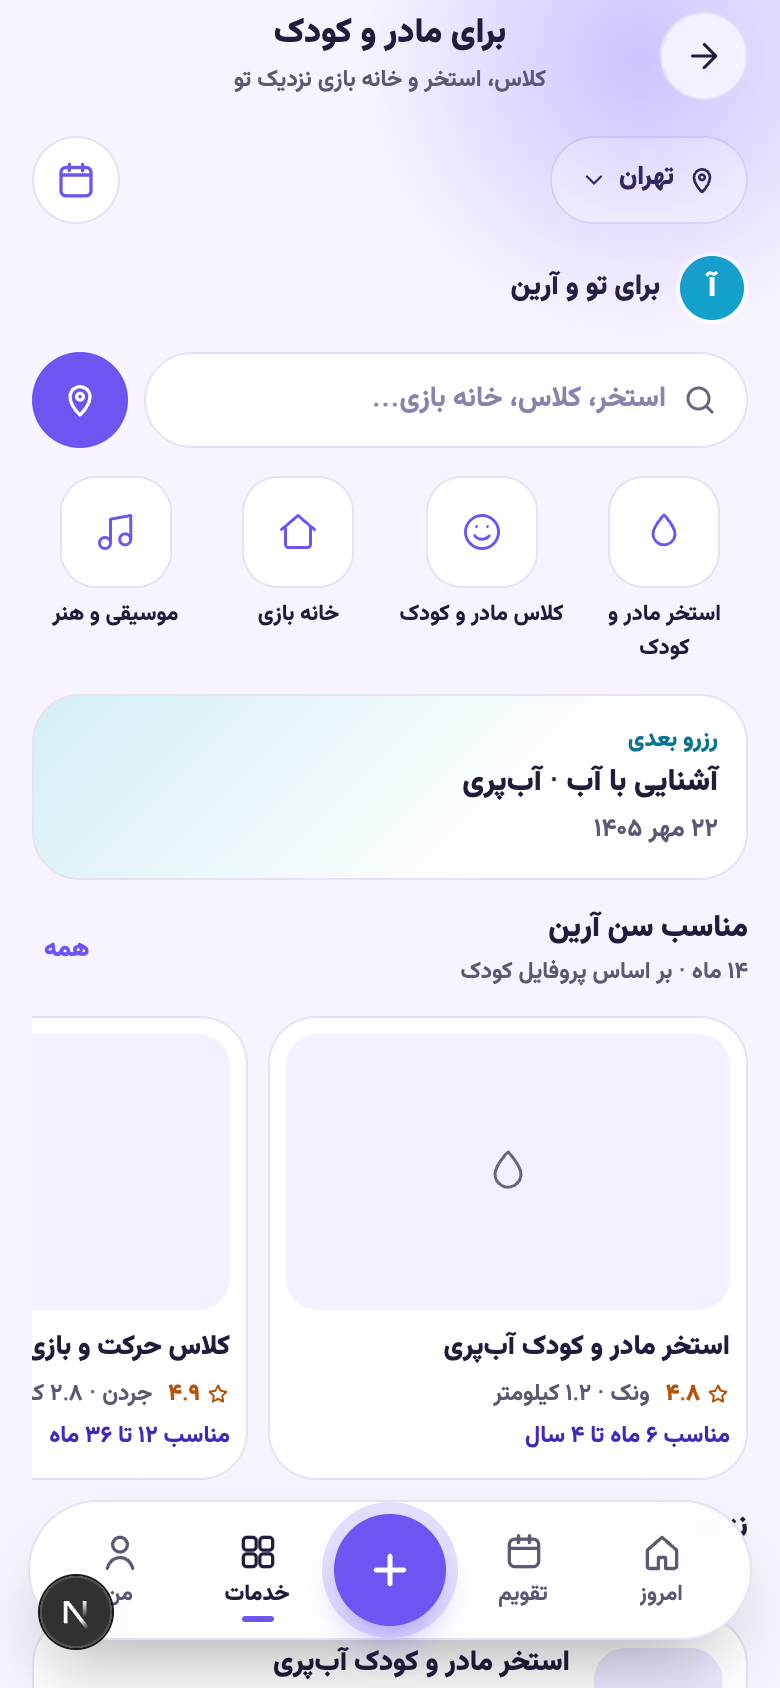 برای مادر و کودک
کلاس، استخر و خانه بازی نزدیک تو
تهران
آ
برای تو و آرین
استخر، کلاس، خانه بازی...
استخر مادر و کودک
کلاس مادر و کودک
خانه بازی
موسیقی و هنر
رزرو بعدی
آشنایی با آب · آب‌پری
۲۲ مهر ۱۴۰۵
مناسب سن آرین
همه
۱۴ ماه · بر اساس پروفایل کودک
استخر مادر و کودک آب‌پری
۴.۸ ونک · ۱.۲ کیلومتر
مناسب ۶ ماه تا ۴ سال
کلاس حرکت و بازی
۴.۹ جردن · ۲.۸
مناسب ۱۲ تا ۳۶ ماه
امروز
تقویم
خدمات
من
N
استخر مادر و کودک آب‌پری